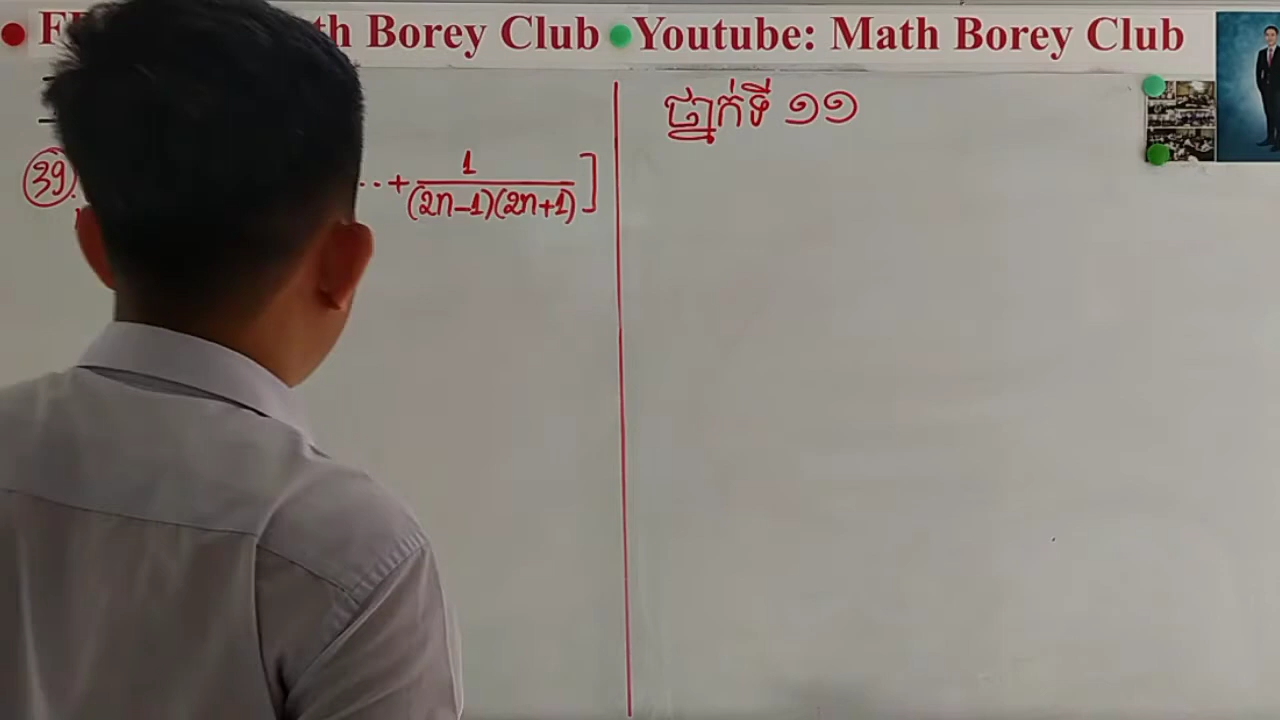 th Borey Club Youtube: Math Borey Club
ថ្នាក់ទី ១១
39 ..+ 1/(2n-1)(2n+1) ]